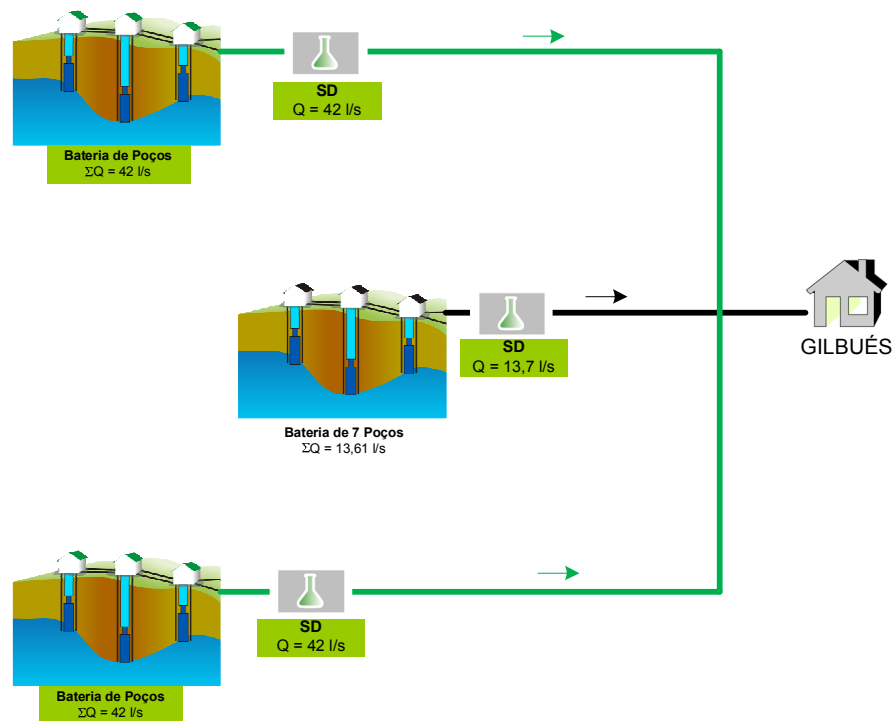 SD
Q = 42 l/s
Bateria de Poços
ΣQ = 42 l/s
GILBUÉS
SD
Q = 13,7 l/s
Bateria de 7 Poços
ΣQ = 13,61 l/s
SD
Q = 42 l/s
Bateria de Poços
ΣQ = 42 l/s